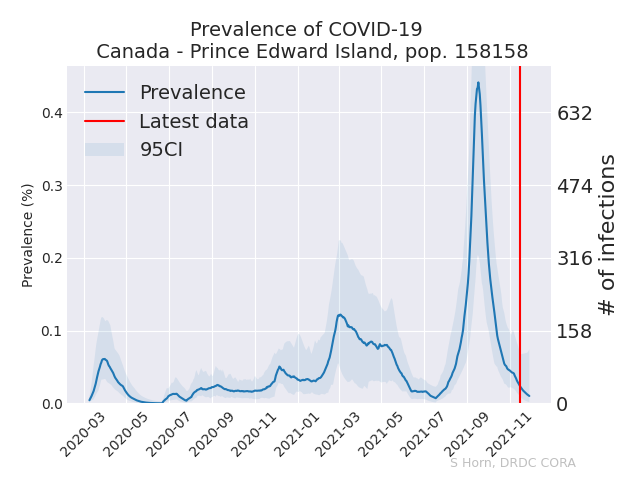 Prevalence of COVID-19
Canada - Prince Edward Island, pop. 158158
Prevalence
Latest data
95CI
Prevalence (%)
0.4
0.3
0.2
0.1
0.0
632
474
316
158
0
# of infections
2020-03
2020-05
2020-07
2020-09
2020-11
2021-01
2021-03
2021-05
2021-07
2021-09
2021-11
S Horn, DRDC CORA